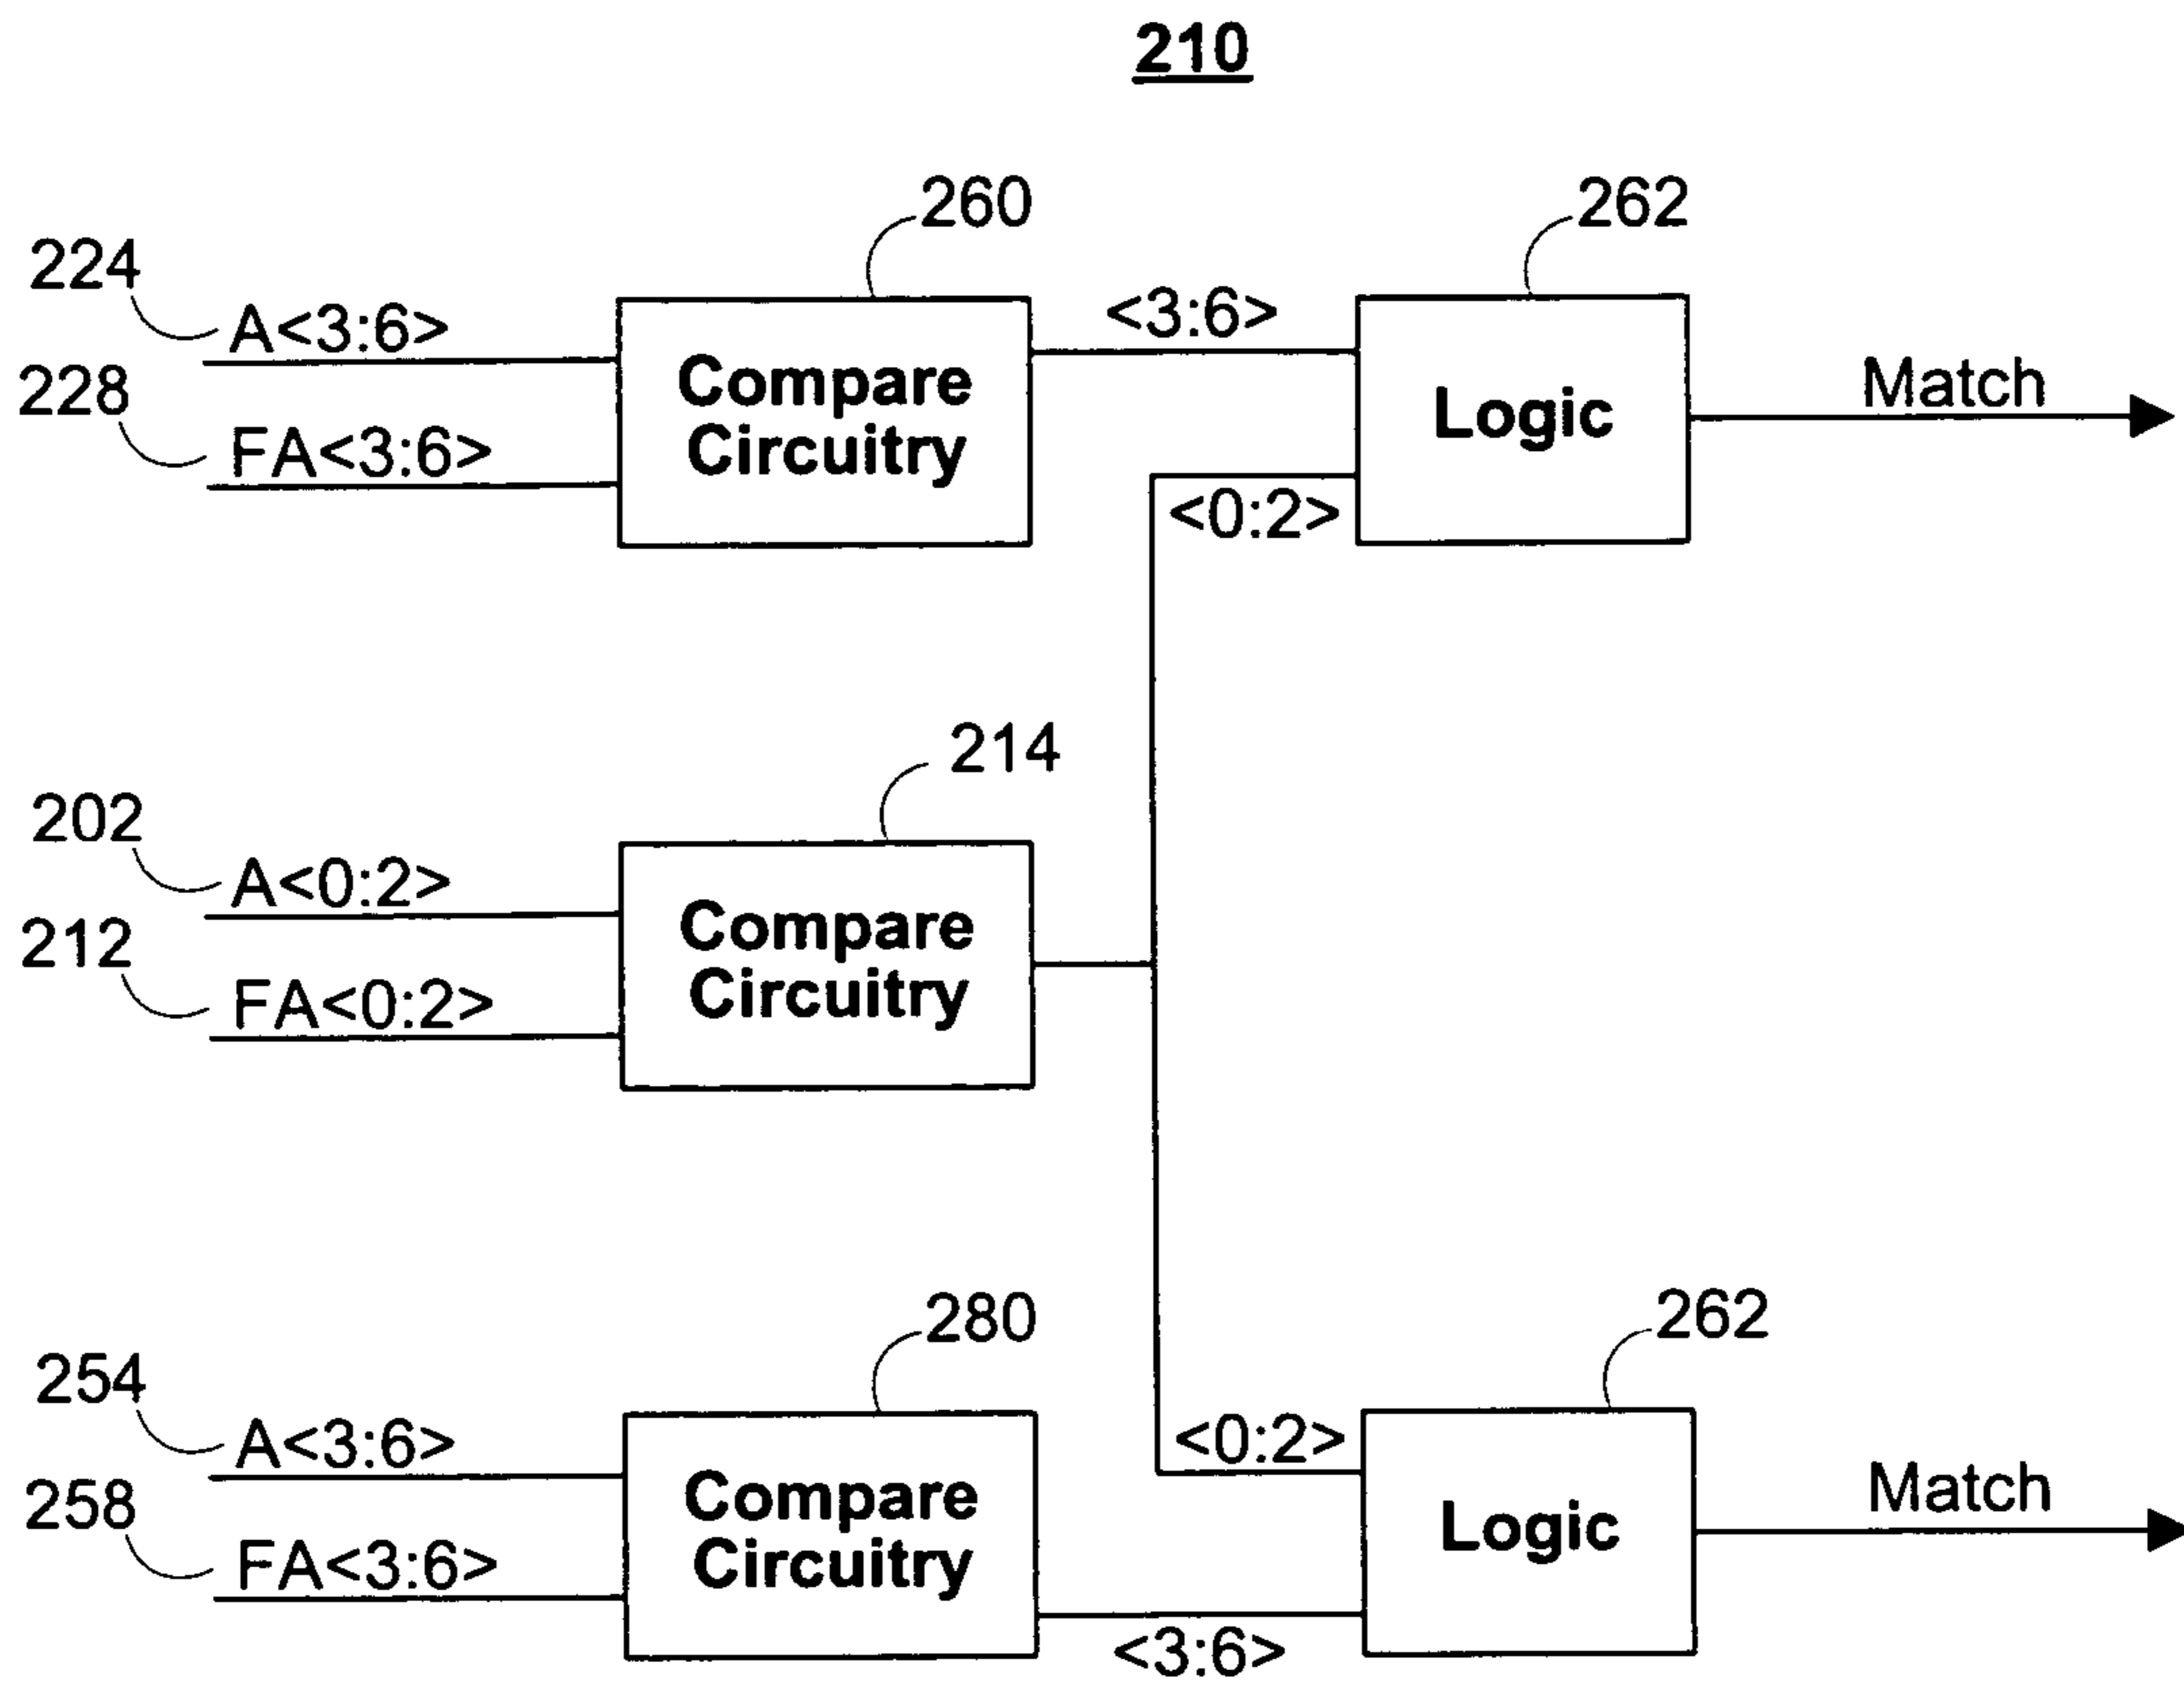 210
260
262
224
A<3:6>
<3:6>
228
FA<3:6>
Compare
Circuitry
Logic
Match
<0:2>
214
202
A<0:2>
212
FA<0:2>
Compare
Circuitry
280
262
254
A<3:6>
<0:2>
258
FA<3:6>
Compare
Circuitry
Logic
Match
<3:6>